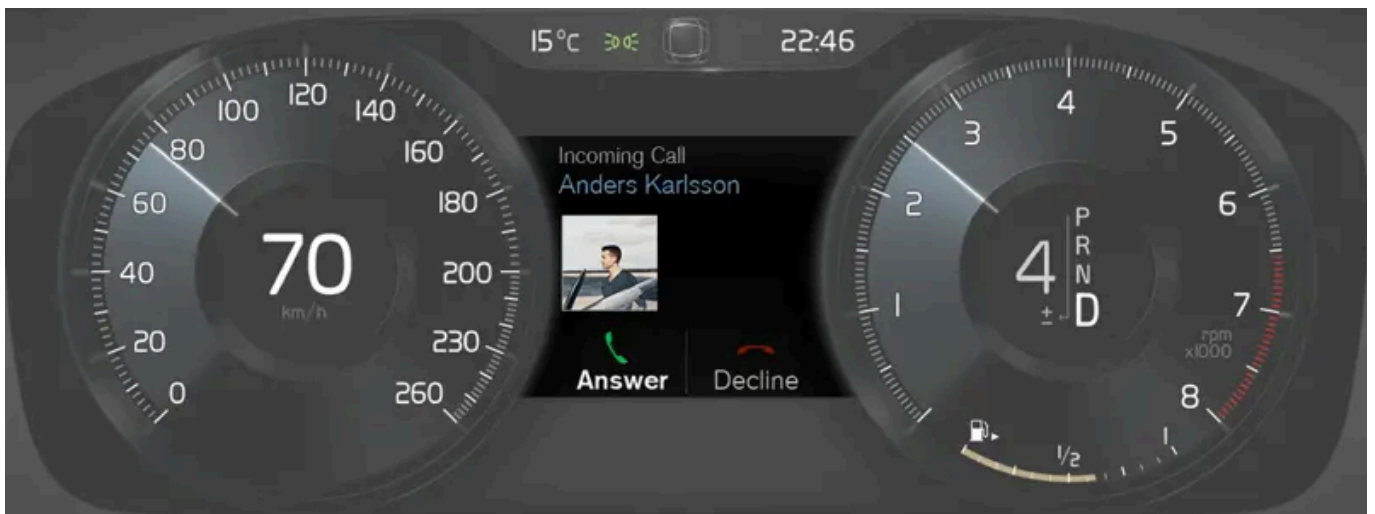 15°C 22:46
0
20
40
60
80
100
120
140
160
180
200
230
260
70
km/h
Incoming Call
Anders Karlsson
Answer Decline
1
2
3
4
5
6
7
8
rpm
x1000
4
±
P
R
N
D
1/2
1